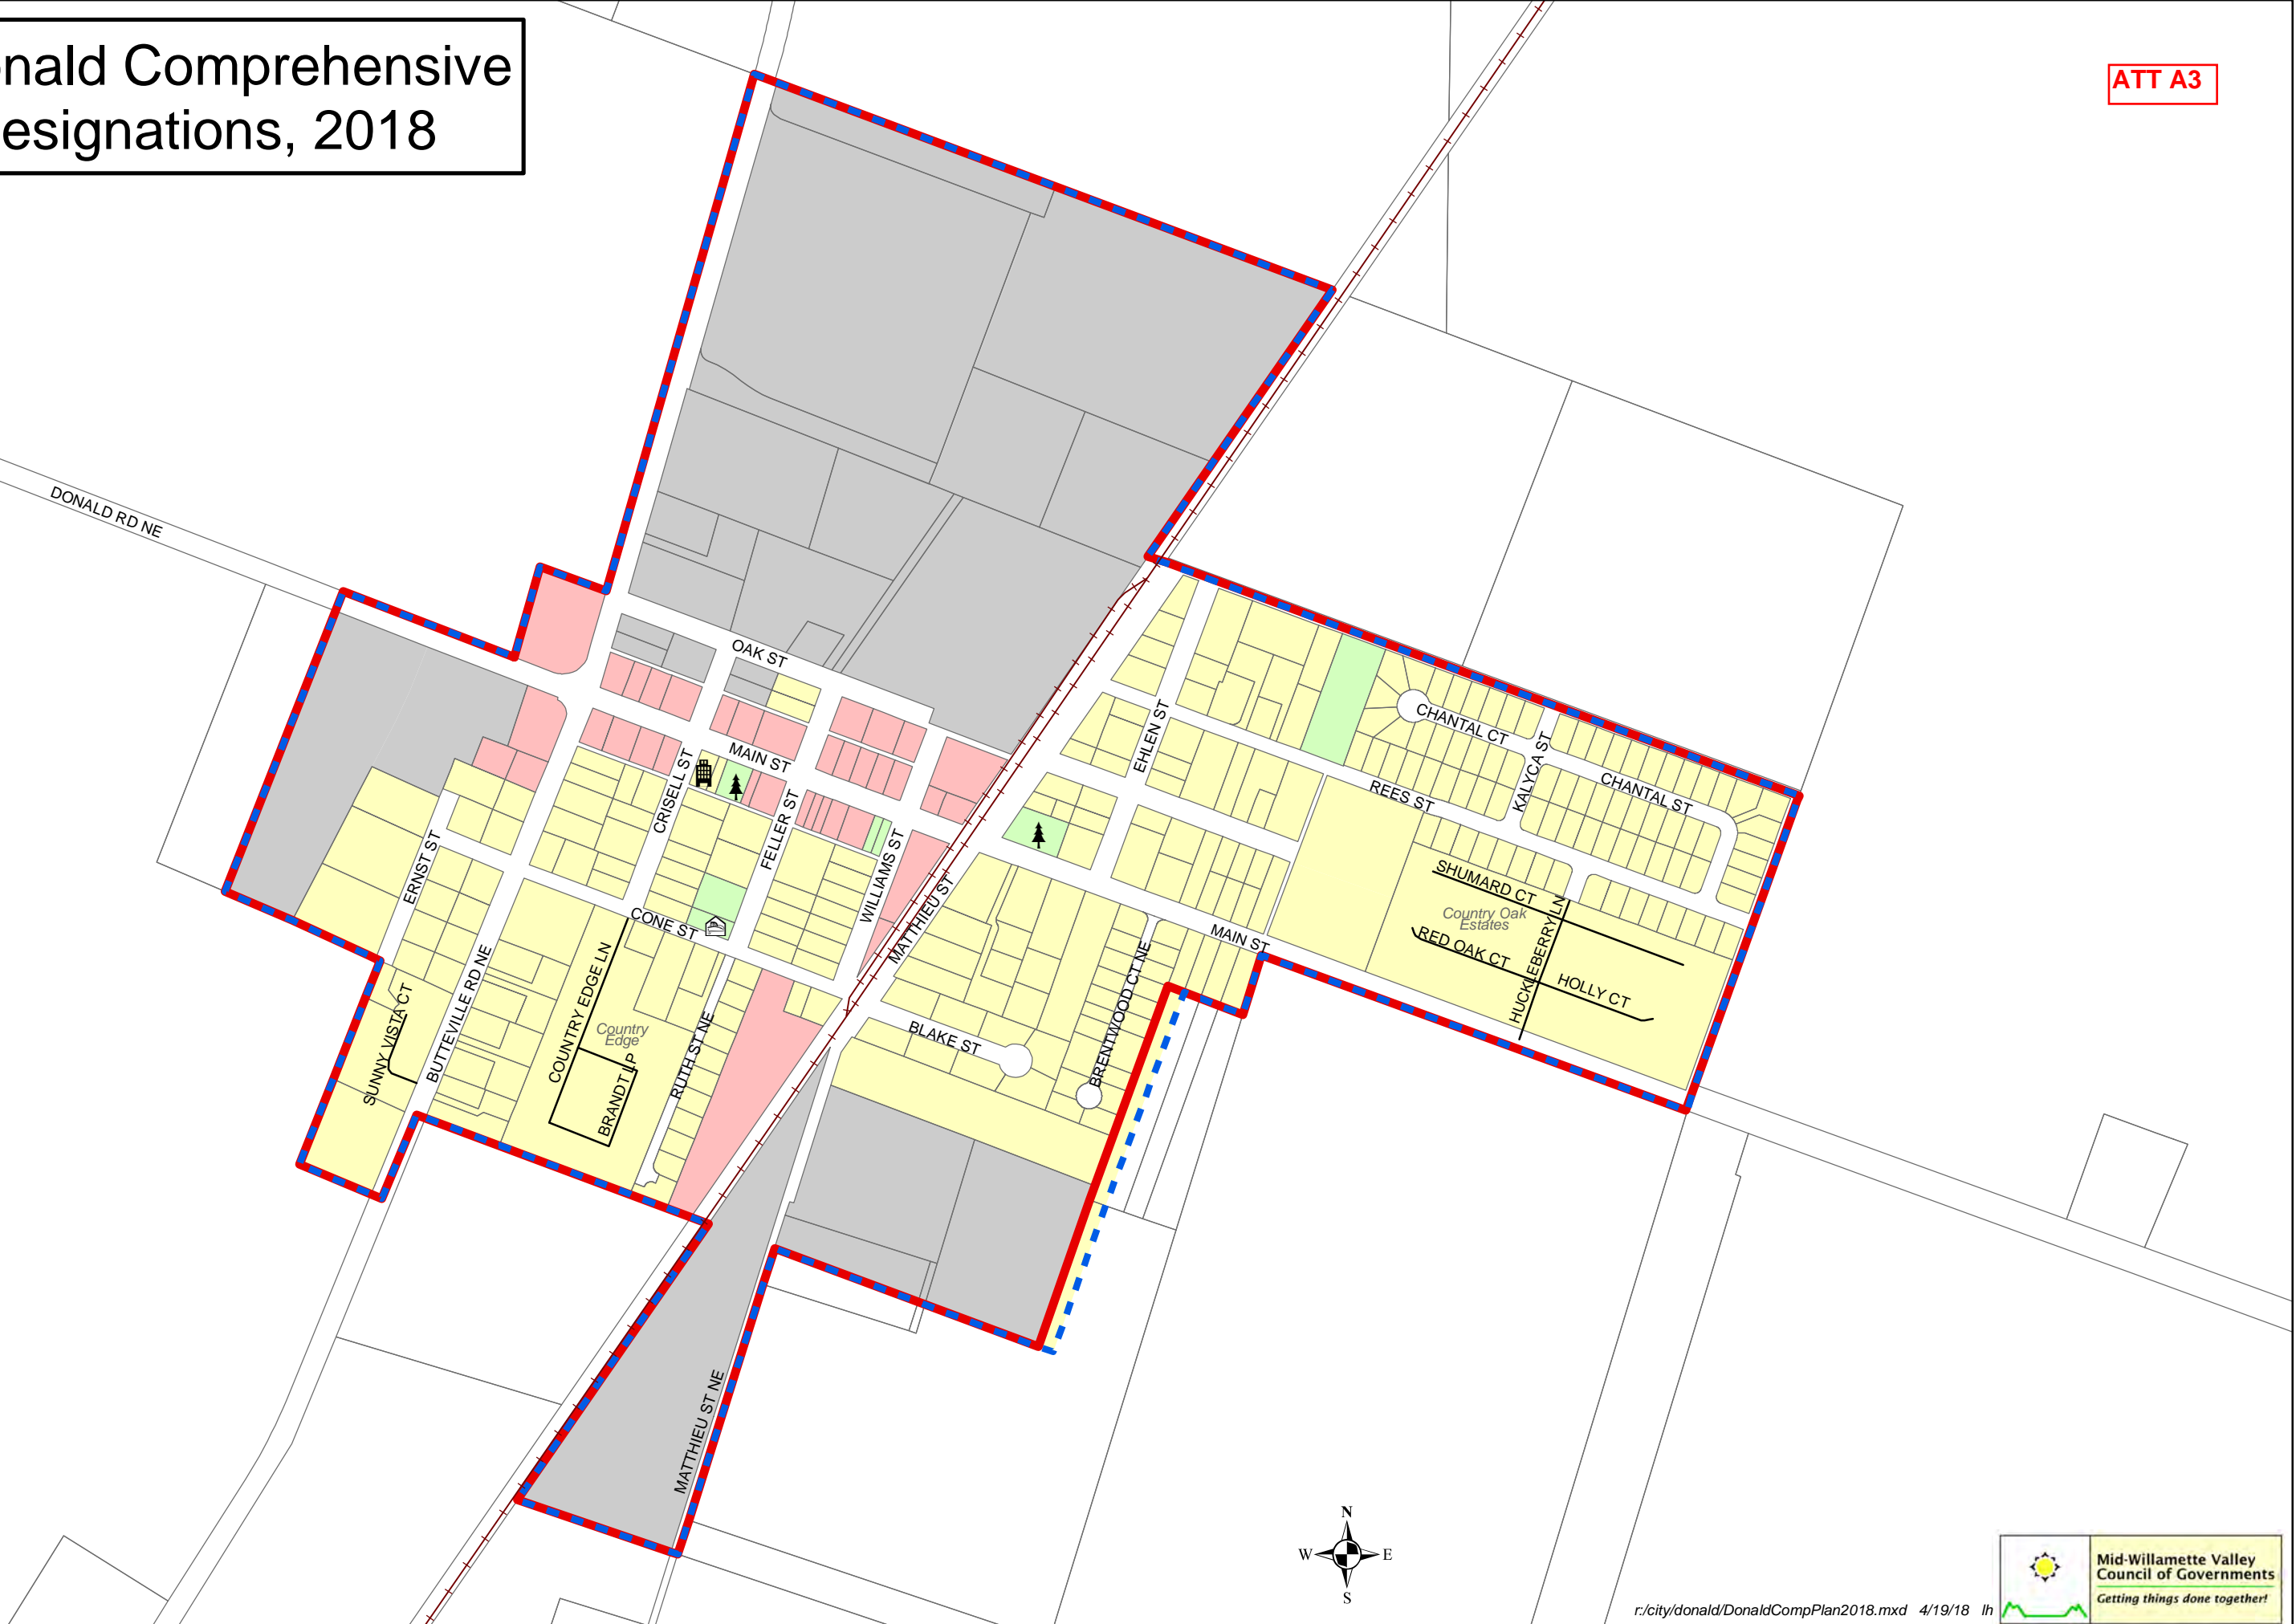 nald Comprehensive
esignations, 2018
ATT A3
DONALD RD NE
OAK ST
MAIN ST
CRISELL ST
FELLER ST
WILLIAMS ST
EHLEN ST
CHANTAL CT
KALYCA ST
CHANTAL ST
REES ST
ERNST ST
CONE ST
MATTHIEU ST
SHUMARD CT
Country Oak
Estates
RED OAK CT
HUCKLEBERRY LN
HOLLY CT
MAIN ST
BRENTWOOD CT NE
BLAKE ST
SUNNY VISTA CT
BUTTEVILLE RD NE
COUNTRY EDGE LN
Country
Edge
BRANDT LP
RUTH ST NE
MATTHIEU ST NE
N
W E
S
r:/city/donald/DonaldCompPlan2018.mxd 4/19/18 lh
Mid-Willamette Valley
Council of Governments
Getting things done together!